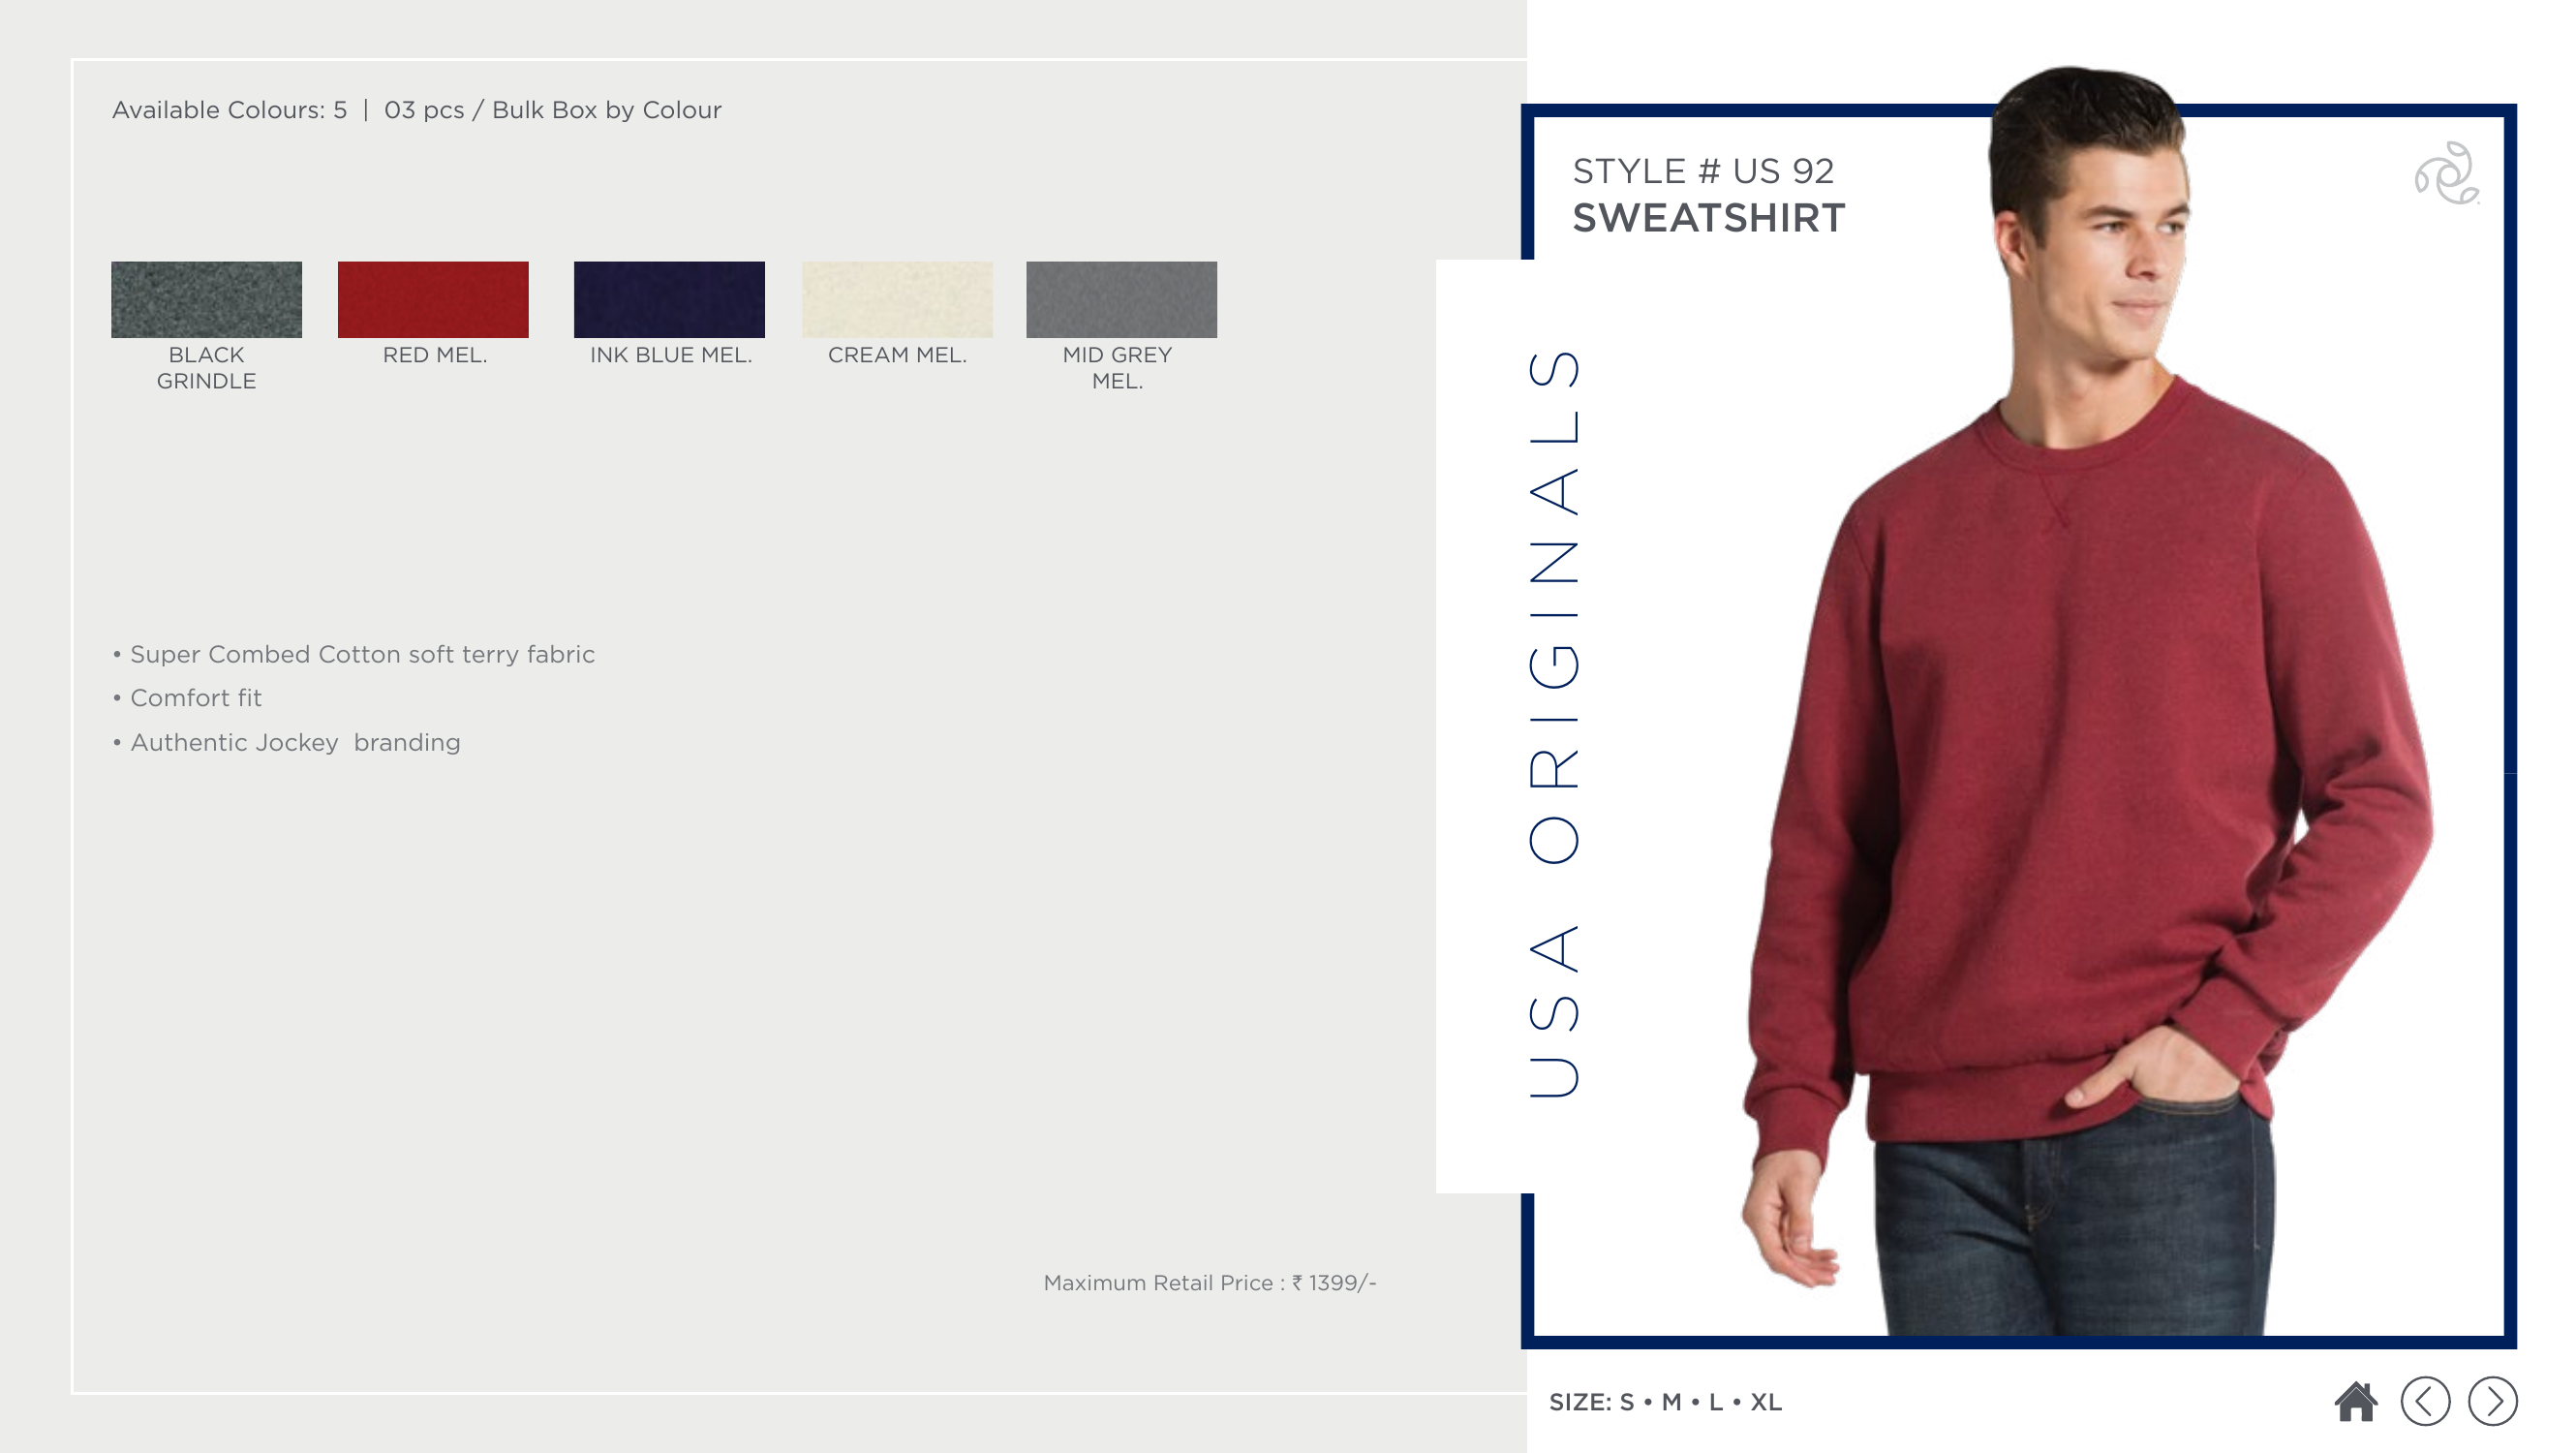 Available Colours: 5 | 03 pcs / Bulk Box by Colour
BLACK
GRINDLE
RED MEL.
INK BLUE MEL.
CREAM MEL.
MID GREY
MEL.
• Super Combed Cotton soft terry fabric
• Comfort fit
• Authentic Jockey  branding
Maximum Retail Price : ₹ 1399/-
STYLE # US 92
SWEATSHIRT
USA ORIGINALS
SIZE: S • M • L • XL